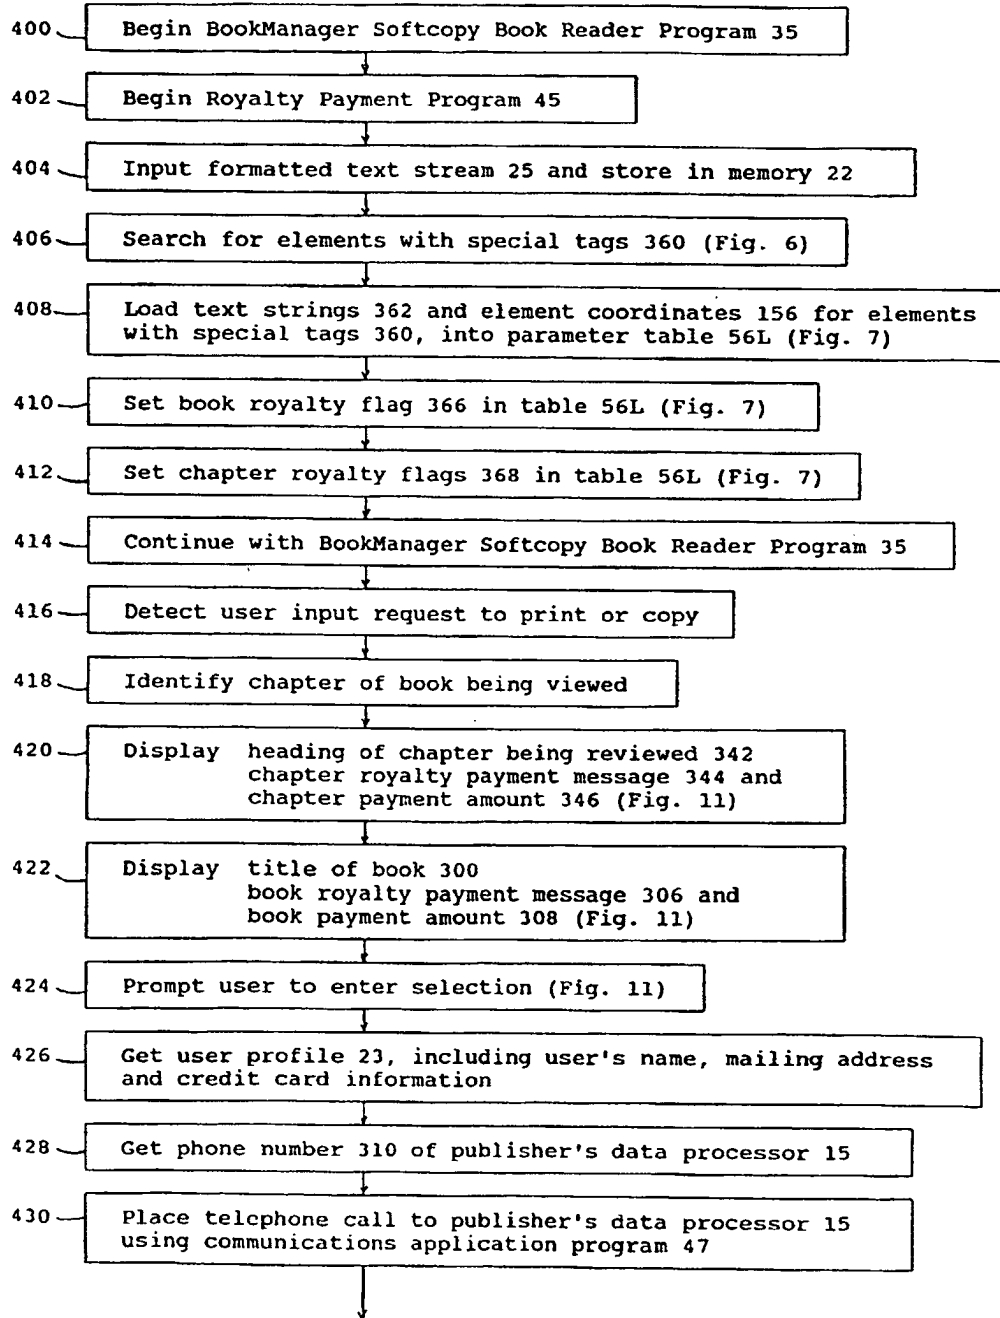 400 Begin BookManager Softcopy Book Reader Program 35
402 Begin Royalty Payment Program 45
404 Input formatted text stream 25 and store in memory 22
406 Search for elements with special tags 360 (Fig. 6)
408 Load text strings 362 and element coordinates 156 for elements
with special tags 360, into parameter table 56L (Fig. 7)
410 Set book royalty flag 366 in table 56L (Fig. 7)
412 Set chapter royalty flags 368 in table 56L (Fig. 7)
414 Continue with BookManager Softcopy Book Reader Program 35
416 Detect user input request to print or copy
418 Identify chapter of book being viewed
420 Display heading of chapter being reviewed 342
chapter royalty payment message 344 and
chapter payment amount 346 (Fig. 11)
422 Display title of book 300
book royalty payment message 306 and
book payment amount 308 (Fig. 11)
424 Prompt user to enter selection (Fig. 11)
426 Get user profile 23, including user's name, mailing address
and credit card information
428 Get phone number 310 of publisher's data processor 15
430 Place telephone call to publisher's data processor 15
using communications application program 47